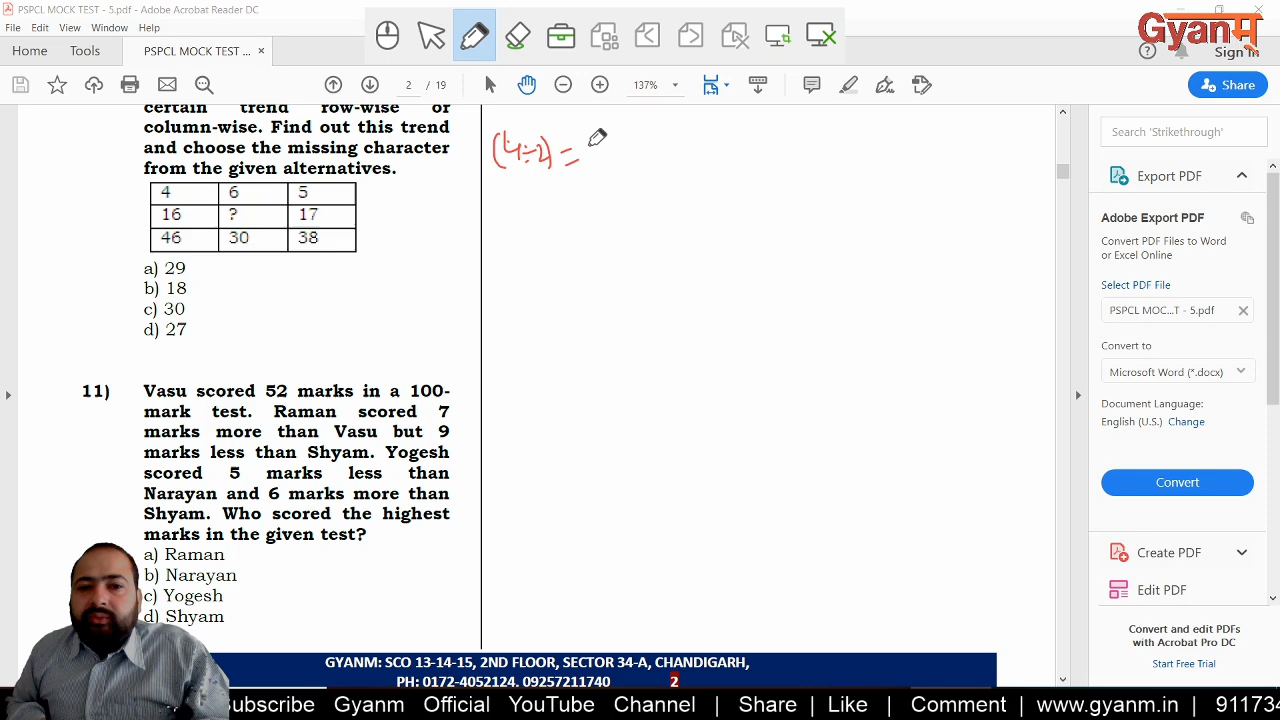 PSPCL MOCK TEST - 5.pdf - Adobe Acrobat Reader DC
File Edit View Window Help
Home Tools PSPCL MOCK TEST ... ×
Gyanम्
Sign In
2 / 19
137%
Share
certain trend row-wise or
column-wise. Find out this trend
and choose the missing character
from the given alternatives.
4 6 5
16 ? 17
46 30 38
a) 29
b) 18
c) 30
d) 27
11) Vasu scored 52 marks in a 100-
mark test. Raman scored 7
marks more than Vasu but 9
marks less than Shyam. Yogesh
scored 5 marks less than
Narayan and 6 marks more than
Shyam. Who scored the highest
marks in the given test?
a) Raman
b) Narayan
c) Yogesh
d) Shyam
(4÷2) =
Search 'Strikethrough'
Export PDF
Adobe Export PDF
Convert PDF Files to Word
or Excel Online
Select PDF File
PSPCL MOC...T - 5.pdf
Convert to
Microsoft Word (*.docx)
Document Language:
English (U.S.) Change
Convert
Create PDF
Edit PDF
Convert and edit PDFs
with Acrobat Pro DC
Start Free Trial
GYANM: SCO 13-14-15, 2ND FLOOR, SECTOR 34-A, CHANDIGARH,
PH: 0172-4052124, 09257211740 2
ubscribe Gyanm Official YouTube Channel | Share | Like | Comment | www.gyanm.in | 911734